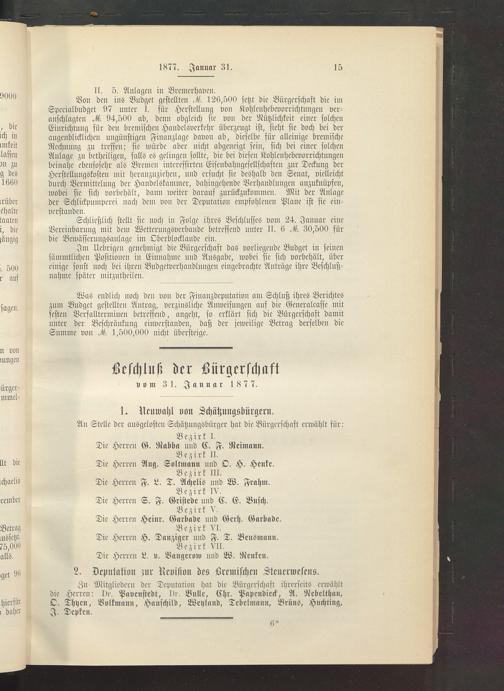 1877. Januar 31. 15
II. 5. Anlagen in Bremerhaven.
Von den ins Budget gestellten M. 126,500 setzt die Bürgerschaft die im
Specialbudget 97 unter I. für Herstellung von Kohlenhebevorrichtungen ver-
anschlagten M. 94,500 ab, denn obgleich sie von der Nützlichkeit einer solchen
Einrichtung für den bremischen Handelsverkehr überzeugt ist, sieht sie doch bei der
augenblicklichen ungünstigen Finanzlage davon ab, dieselbe für alleinige bremische
Rechnung zu treffen; sie würde aber nicht abgeneigt sein, sich bei einer solchen
Anlage zu betheiligen, falls es gelingen sollte, die bei diesen Kohlenhebevorrichtungen
beinahe ebensosehr als Bremen interessirten Eisenbahngesellschaften zur Deckung der
Herstellungskosten mit heranzuziehen, und ersucht sie deshalb den Senat, vielleicht
durch Vermittelung der Handelskammer, dahingehende Verhandlungen anzuknüpfen,
wobei sie sich vorbehält, dann weiter darauf zurückzukommen. Mit der Anlage
der Schlickpumperei nach dem von der Deputation empfohlenen Plane ist sie ein-
verstanden.
Schließlich stellt sie noch in Folge ihres Beschlusses vom 24. Januar eine
Vereinbarung mit dem Wetterungsverbande betreffend unter II. 6 M. 30,500 für
die Bewässerungsanlage im Oberblocklande ein.
Im Uebrigen genehmigt die Bürgerschaft das vorliegende Budget in seinen
sämmtlichen Positionen in Einnahme und Ausgabe, wobei sie sich vorbehält, über
einige sonst noch bei ihren Budgetverhandlungen eingebrachte Anträge ihre Beschluß-
nahme später mitzutheilen.
Was endlich noch den von der Finanzdeputation am Schluß ihres Berichtes
zum Budget gestellten Antrag, verzinsliche Anweisungen auf die Generalcasse mit
festen Verfallterminen betreffend, angeht, so erklärt sich die Bürgerschaft damit
unter der Beschränkung einverstanden, daß der jeweilige Betrag derselben die
Summe von M. 1,500,000 nicht übersteige.
Beschluß der Bürgerschaft
vom 31. Januar 1877.
1. Neuwahl von Schätzungsbürgern.
An Stelle der ausgelosten Schätzungsbürger hat die Bürgerschaft erwählt für:
Bezirk I.
Die Herren G. Rabba und C. F. Reimann.
Bezirk II.
Die Herren Aug. Soltmann und O. H. Henke.
Bezirk III.
Die Herren F. L. T. Achelis und W. Frahm.
Bezirk IV.
Die Herren S. F. Geistede und C. E. Busch.
Bezirk V.
Die Herren Heinr. Garbade und Gerh. Garbade.
Bezirk VI.
Die Herren H. Danziger und F. T. Bensmann.
Bezirk VII.
Die Herren L. v. Vangerow und W. Renken.
2. Deputation zur Revision des Bremischen Steuerwesens.
Zu Mitgliedern der Deputation hat die Bürgerschaft ihrerseits erwählt
die Herren: Dr. Pavenstedt, Dr. Bulle, Chr. Papendieck, A. Nebelthau,
O. Thyen, Volkmann, Hauschild, Weyland, Tebelmann, Brüns, Huchting,
J. Depken.
6*